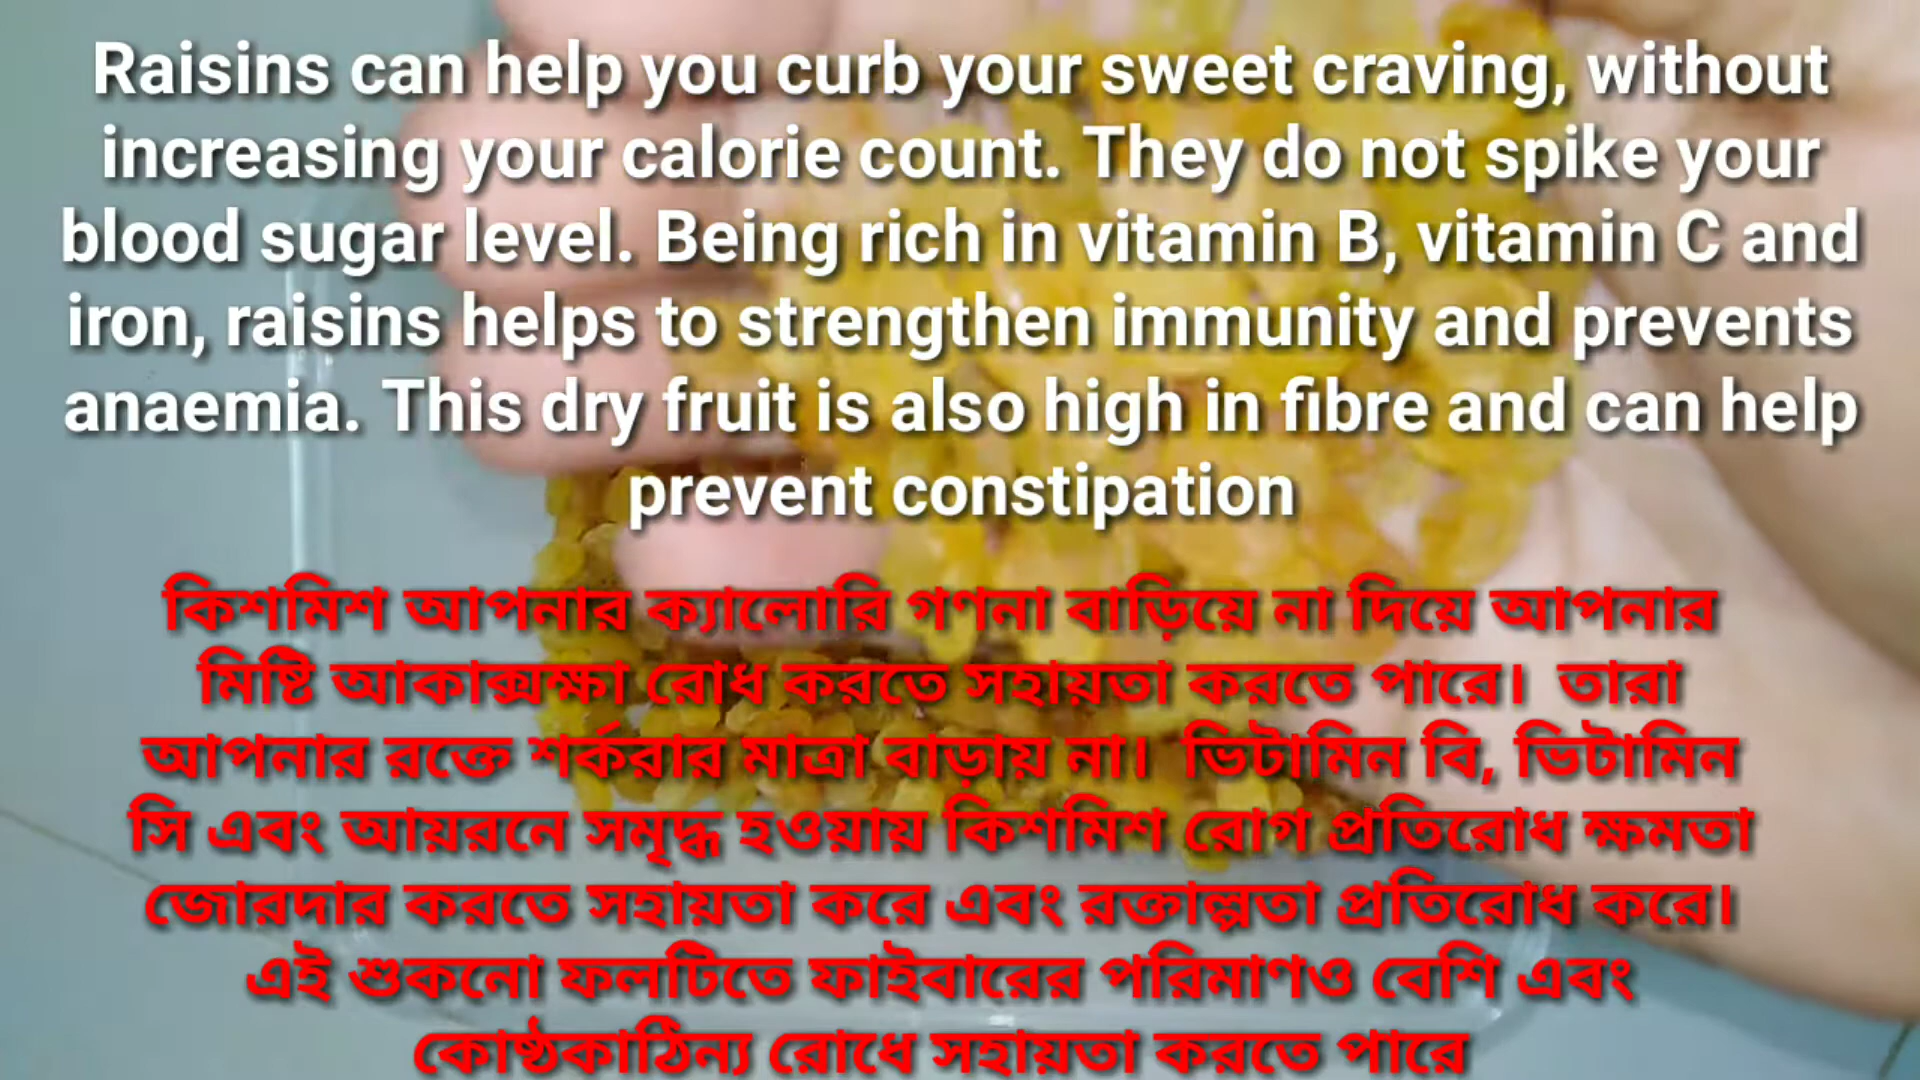 Raisins can help you curb your sweet craving, without
increasing your calorie count. They do not spike your
blood sugar level. Being rich in vitamin B, vitamin C and
iron, raisins helps to strengthen immunity and prevents
anaemia. This dry fruit is also high in fibre and can help
prevent constipation
কিশমিশ আপনার ক্যালোরি গণনা বাড়িয়ে না দিয়ে আপনার
মিষ্টি আকাক্সক্ষা রোধ করতে সহায়তা করতে পারে। তারা
আপনার রক্তে শর্করার মাত্রা বাড়ায় না। ভিটামিন বি, ভিটামিন
সি এবং আয়রনে সমৃদ্ধ হওয়ায় কিশমিশ রোগ প্রতিরোধ ক্ষমতা
জোরদার করতে সহায়তা করে এবং রক্তাল্পতা প্রতিরোধ করে।
এই শুকনো ফলটিতে ফাইবারের পরিমাণও বেশি এবং
কোষ্ঠকাঠিন্য রোধে সহায়তা করতে পারে